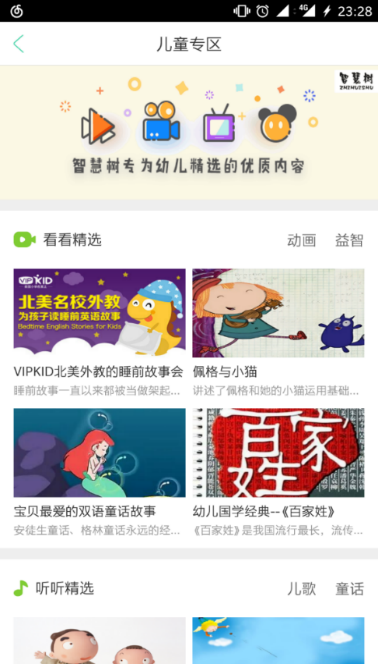 4G
23:28
儿童专区
智慧树
ZHIHUISHU
智慧树专为幼儿精选的优质内容
看看精选 动画 益智
VIPKID
北美名校外教
为孩子读睡前英语故事
Bedtime English Stories for Kids
VIPKID北美外教的睡前故事会
睡前故事一直以来都被当做架起...
佩格与小猫
讲述了佩格和她的小猫运用基础...
百家姓
宝贝最爱的双语童话故事
安徒生童话、格林童话永远的经...
幼儿国学经典--《百家姓》
《百家姓》是我国流行最长，流传...
听听精选 儿歌 童话